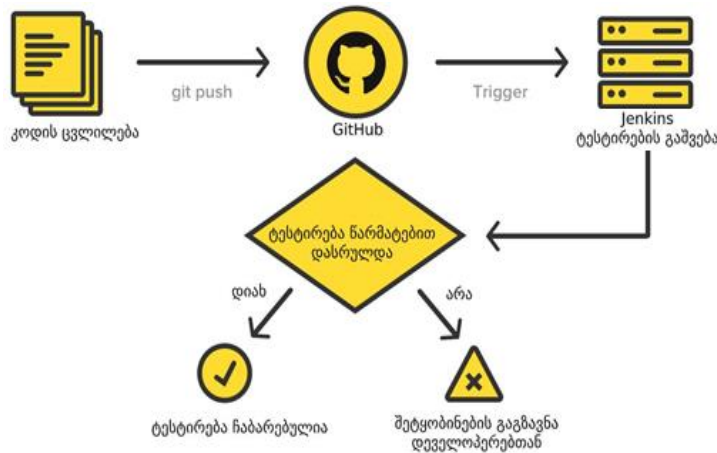 git push
Trigger
კოდის ცვლილება
GitHub
Jenkins
ტესტირების გაშვება
ტესტირება წარმატებით
დასრულდა
დიახ
არა
ტესტირება ჩაბარებულია
შეტყობინების გაგზავნა
დეველოპერებთან